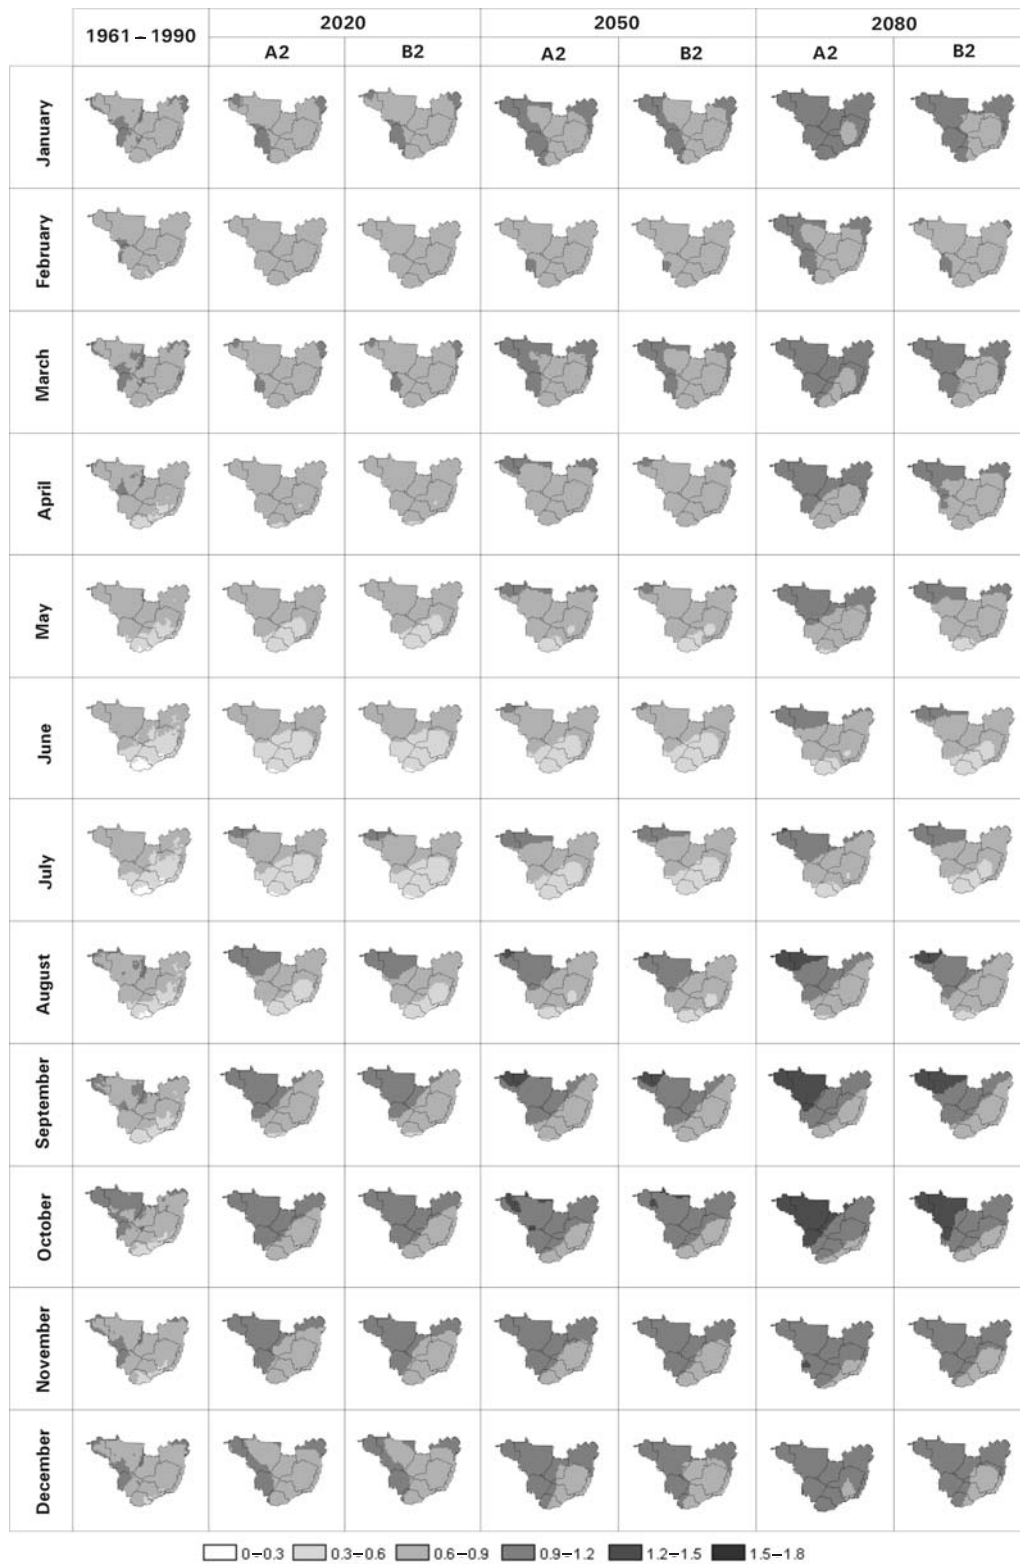 1961–1990 2020 2050 2080
A2 B2 A2 B2 A2 B2
January
February
March
April
May
June
July
August
September
October
November
December
0–0.3 0.3–0.6 0.6–0.9 0.9–1.2 1.2–1.5 1.5–1.8